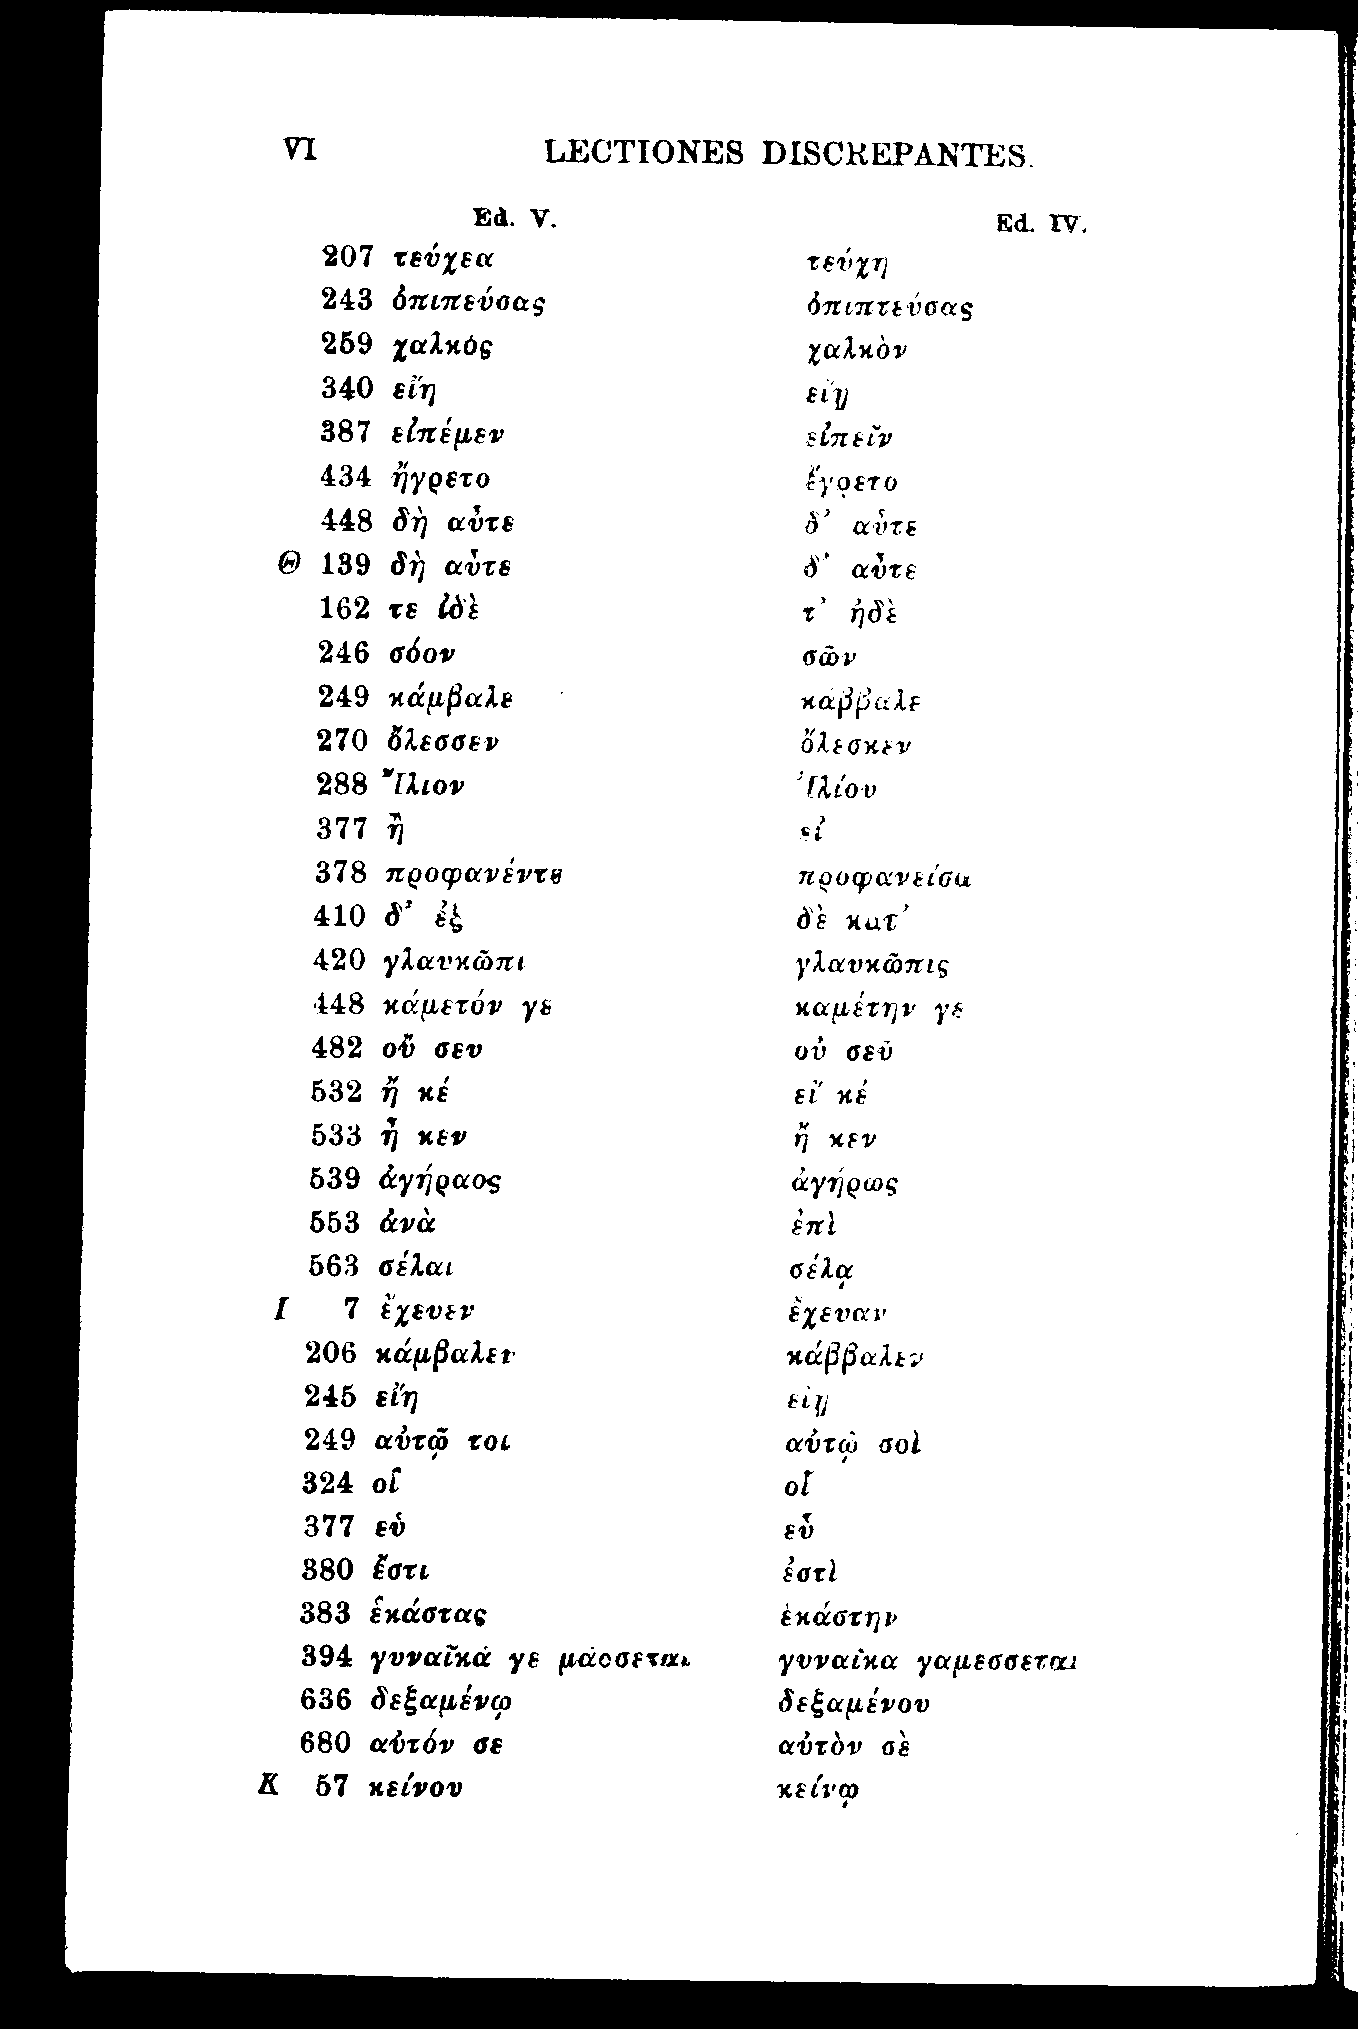 VI LECTIONES DISCREPANTES.
Ed. V. Ed. IV.
207 τεύχεα τεύχη
243 ὀπιπεύσας ὀπιπτεύσας
259 χαλκός χαλκὸν
340 εἴη εἴῃ
387 εἰπέμεν εἰπεῖν
434 ἤγρετο ἔγρετο
448 δὴ αὖτε δ' αὖτε
Θ 139 δὴ αὖτε δ' αὖτε
162 τε ἰδὲ τ' ἠδὲ
246 σόον σῶν
249 κάμβαλε κάββαλε
270 ὄλεσσεν ὄλεσκεν
288 Ἴλιον Ἰλίου
377 ἢ εἰ
378 προφανέντε προφανείσα
410 δ' ἐξ δὲ κατ'
420 γλαυκῶπι γλαυκῶπις
448 κάμετόν γε καμέτην γε
482 οὔ σευ οὐ σεῦ
532 ἤ κέ εἴ κέ
533 ἦ κεν ἤ κεν
539 ἀγήραος ἀγήρως
553 ἀνὰ ἐπὶ
563 σέλαι σέλᾳ
I 7 ἔχευεν ἔχευαν
206 κάμβαλεν κάββαλεν
245 εἴη εἴῃ
249 αὐτῷ τοι αὐτῷ σοὶ
324 οἷ οἷ
377 εὑ εὗ
380 ἔστι ἐστὶ
383 ἑκάστας ἑκάστην
394 γυναῖκά γε μάσσεται γυναῖκα γαμέσσεται
636 δεξαμένῳ δεξαμένου
680 αὐτόν σε αὐτὸν σὲ
K 57 κείνου κείνῳ